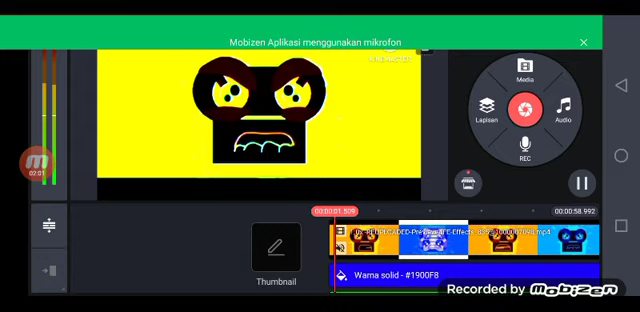 Mobizen Aplikasi menggunakan mikrofon
Media
Lapisan
Audio
REC
02:01
00:00:01.509
00:00:58.992
Thumbnail
Warna solid - #1900F8
Recorded by Mobizen